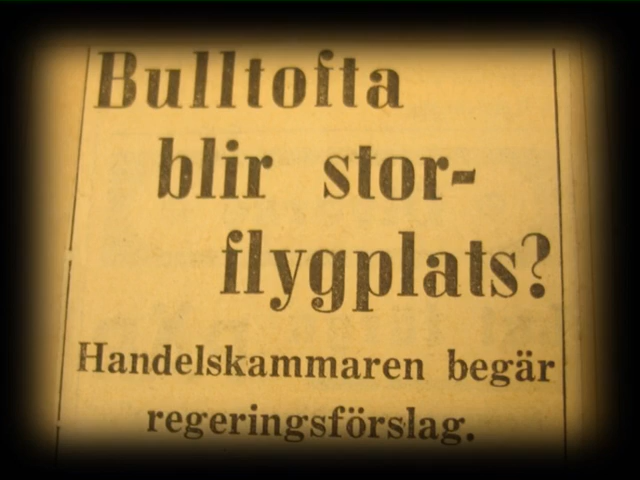 Bulltofta
blir stor-
flygplats?
Handelskammaren begär
regeringsförslag.